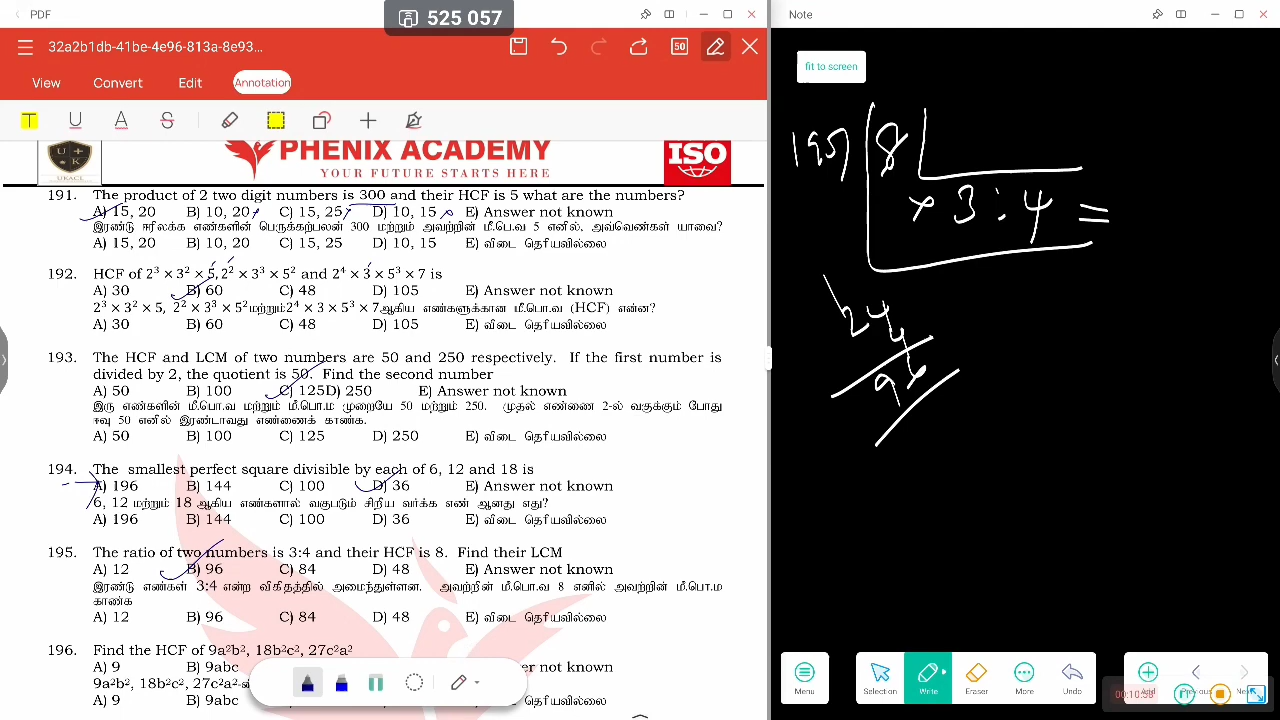 PDF
525 057
Note
32a2b1db-41be-4e96-813a-8e93...
50
View Convert Edit Annotation
fit to screen
T U A S
UKACE
PHENIX ACADEMY
YOUR FUTURE STARTS HERE
ISO
191. The product of 2 two digit numbers is 300 and their HCF is 5 what are the numbers?
A) 15, 20 B) 10, 20 C) 15, 25 D) 10, 15 E) Answer not known
இரண்டு ஈரிலக்க எண்களின் பெருக்கற்பலன் 300 மற்றும் அவற்றின் மீ.பெ.வ 5 எனில், அவ்வெண்கள் யாவை?
A) 15, 20 B) 10, 20 C) 15, 25 D) 10, 15 E) விடை தெரியவில்லை
192. HCF of 2³ × 3² × 5, 2² × 3³ × 5² and 2⁴ × 3 × 5³ × 7 is
A) 30 B) 60 C) 48 D) 105 E) Answer not known
2³ × 3² × 5, 2² × 3³ × 5² மற்றும் 2⁴ × 3 × 5³ × 7 ஆகிய எண்களுக்கான மீ.பொ.வ (HCF) என்ன?
A) 30 B) 60 C) 48 D) 105 E) விடை தெரியவில்லை
193. The HCF and LCM of two numbers are 50 and 250 respectively. If the first number is
divided by 2, the quotient is 50. Find the second number
A) 50 B) 100 C) 125 D) 250 E) Answer not known
இரு எண்களின் மீ.பொ.வ மற்றும் மீ.பொ.ம முறையே 50 மற்றும் 250. முதல் எண்ணை 2-ல் வகுக்கும் போது
ஈவு 50 எனில் இரண்டாவது எண்ணைக் காண்க.
A) 50 B) 100 C) 125 D) 250 E) விடை தெரியவில்லை
194. The smallest perfect square divisible by each of 6, 12 and 18 is
A) 196 B) 144 C) 100 D) 36 E) Answer not known
6, 12 மற்றும் 18 ஆகிய எண்களால் வகுபடும் சிறிய வர்க்க எண் ஆனது எது?
A) 196 B) 144 C) 100 D) 36 E) விடை தெரியவில்லை
195. The ratio of two numbers is 3:4 and their HCF is 8. Find their LCM
A) 12 B) 96 C) 84 D) 48 E) Answer not known
இரண்டு எண்கள் 3:4 என்ற விகிதத்தில் அமைந்துள்ளன. அவற்றின் மீ.பொ.வ 8 எனில் அவற்றின் மீ.பொ.ம
காண்க
A) 12 B) 96 C) 84 D) 48 E) விடை தெரியவில்லை
196. Find the HCF of 9a²b², 18b²c², 27c²a²
A) 9 B) 9abc not known
9a²b², 18b²c², 27c²a²
A) 9 B) 9abc E) விடை தெரியவில்லை
195) 8
× 3 : 4 =
24
4
96
Menu Selection Write Eraser More Undo Previous
00:10:58